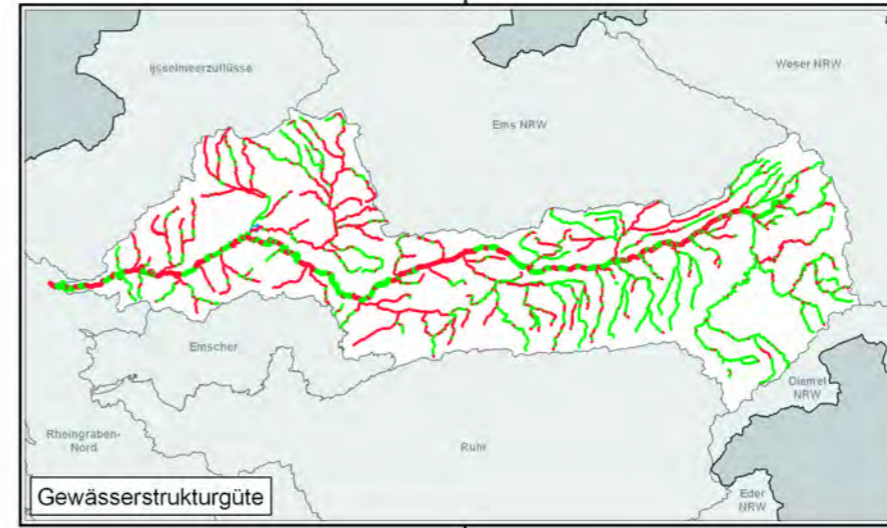 Ijsselmeerzuflüsse
Weser NRW
Ems NRW
Emscher
Diemel
NRW
Rheingraben-
Nord
Ruhr
Eder
NRW
Gewässerstrukturgüte